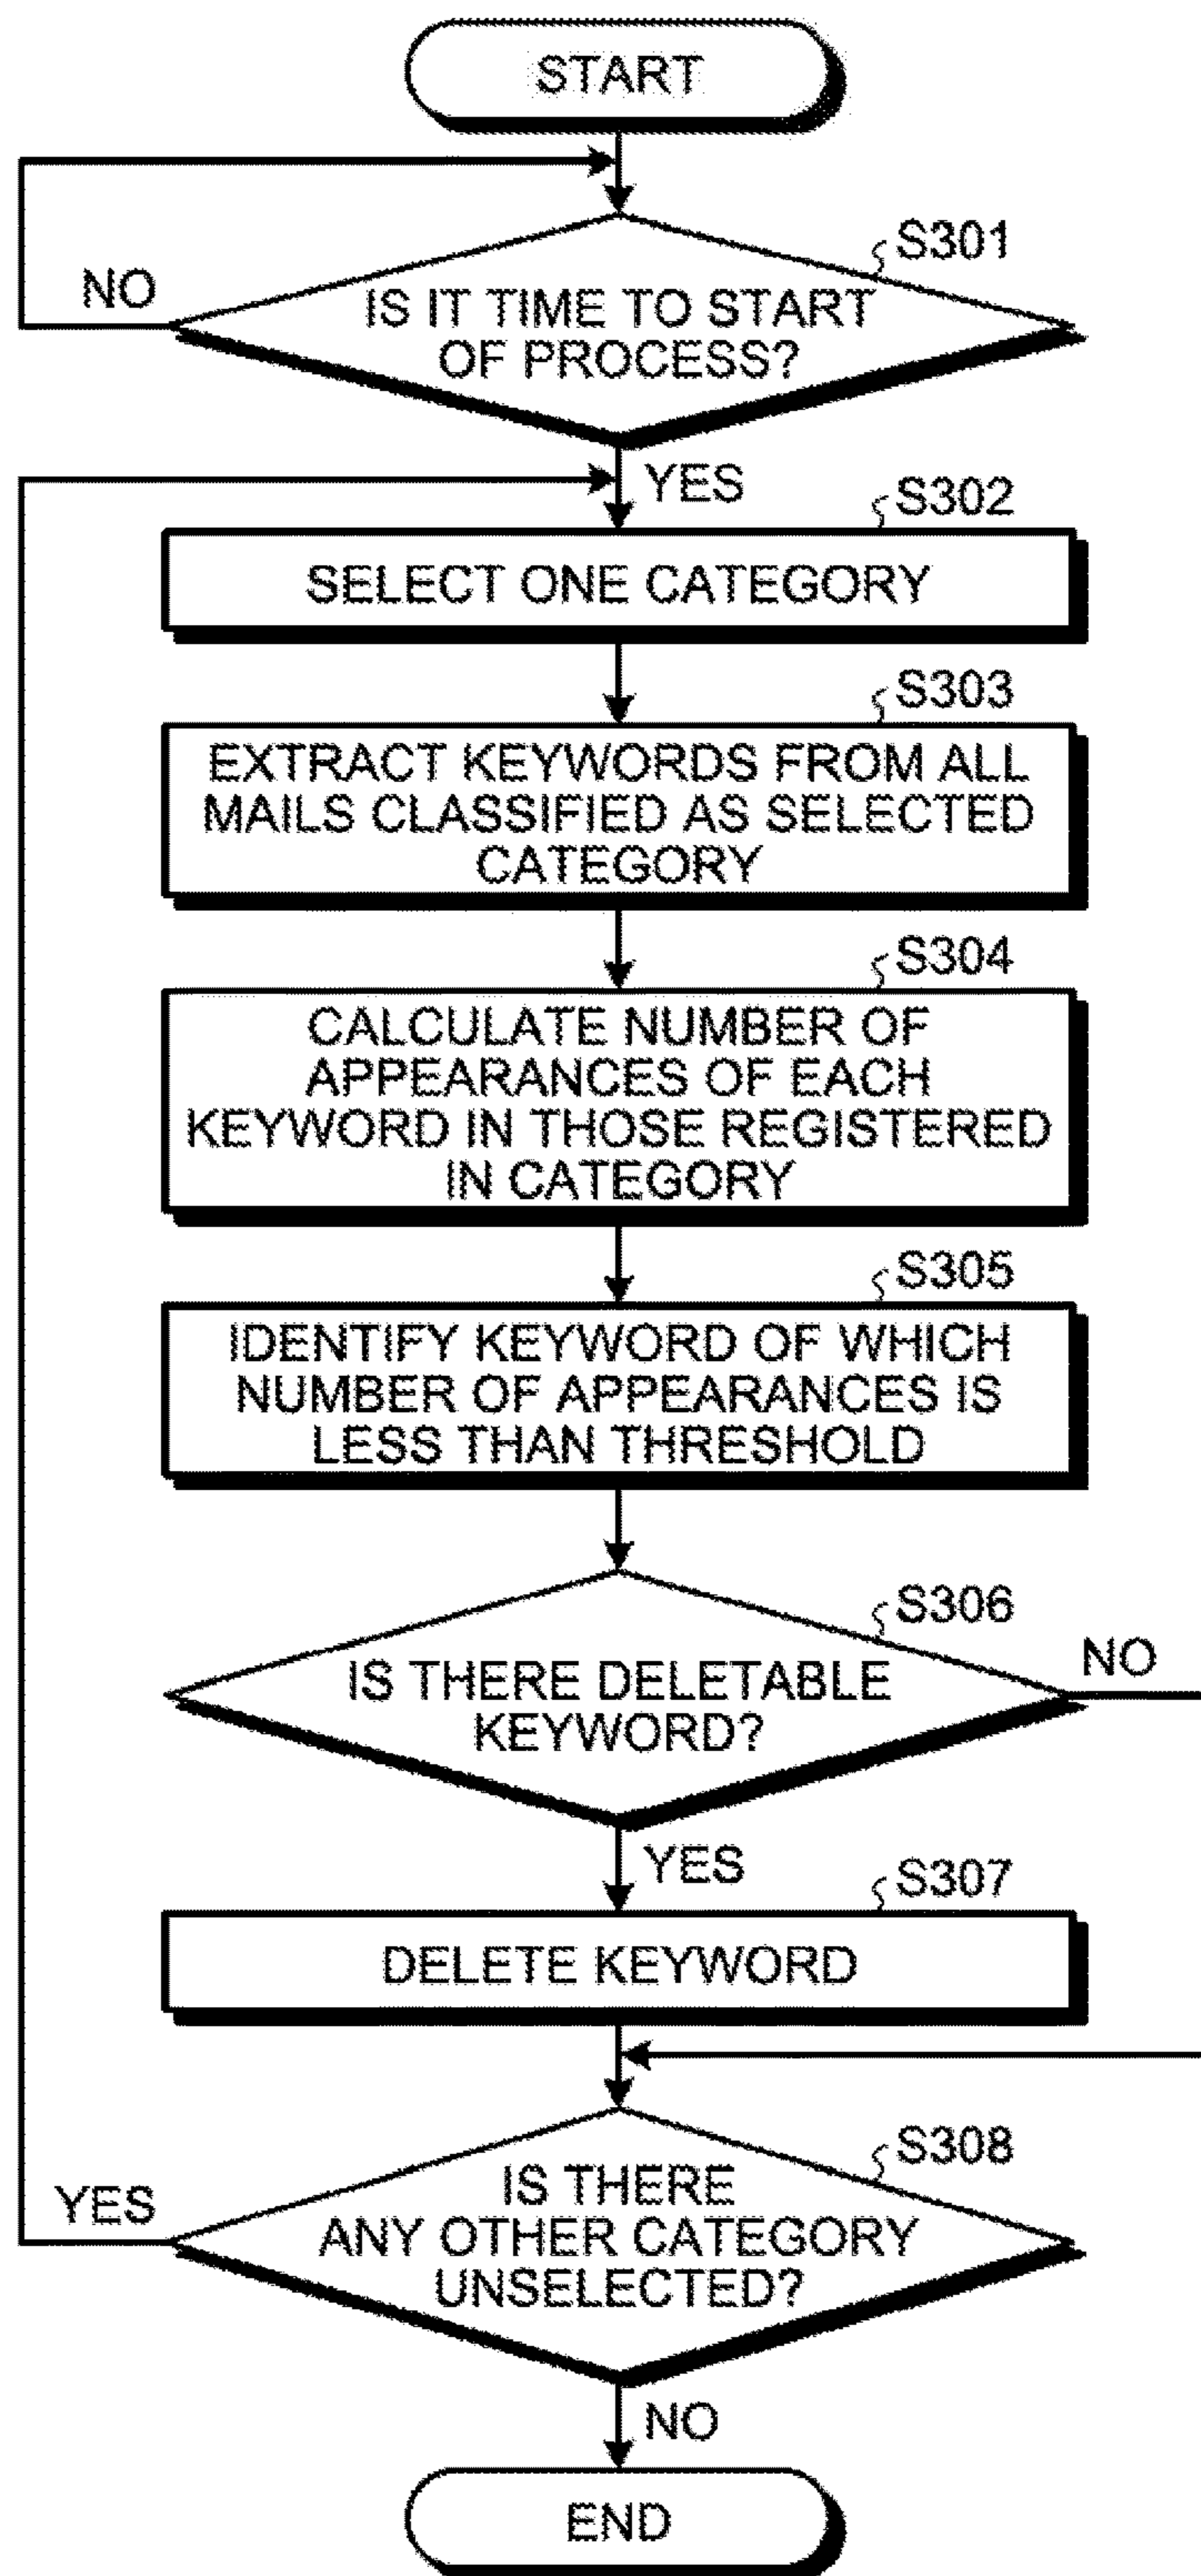 START
S301
NO
IS IT TIME TO START
OF PROCESS?
YES
S302
SELECT ONE CATEGORY
S303
EXTRACT KEYWORDS FROM ALL
MAILS CLASSIFIED AS SELECTED
CATEGORY
S304
CALCULATE NUMBER OF
APPEARANCES OF EACH
KEYWORD IN THOSE REGISTERED
IN CATEGORY
S305
IDENTIFY KEYWORD OF WHICH
NUMBER OF APPEARANCES IS
LESS THAN THRESHOLD
S306
NO
IS THERE DELETABLE
KEYWORD?
YES
S307
DELETE KEYWORD
S308
YES
IS THERE
ANY OTHER CATEGORY
UNSELECTED?
NO
END